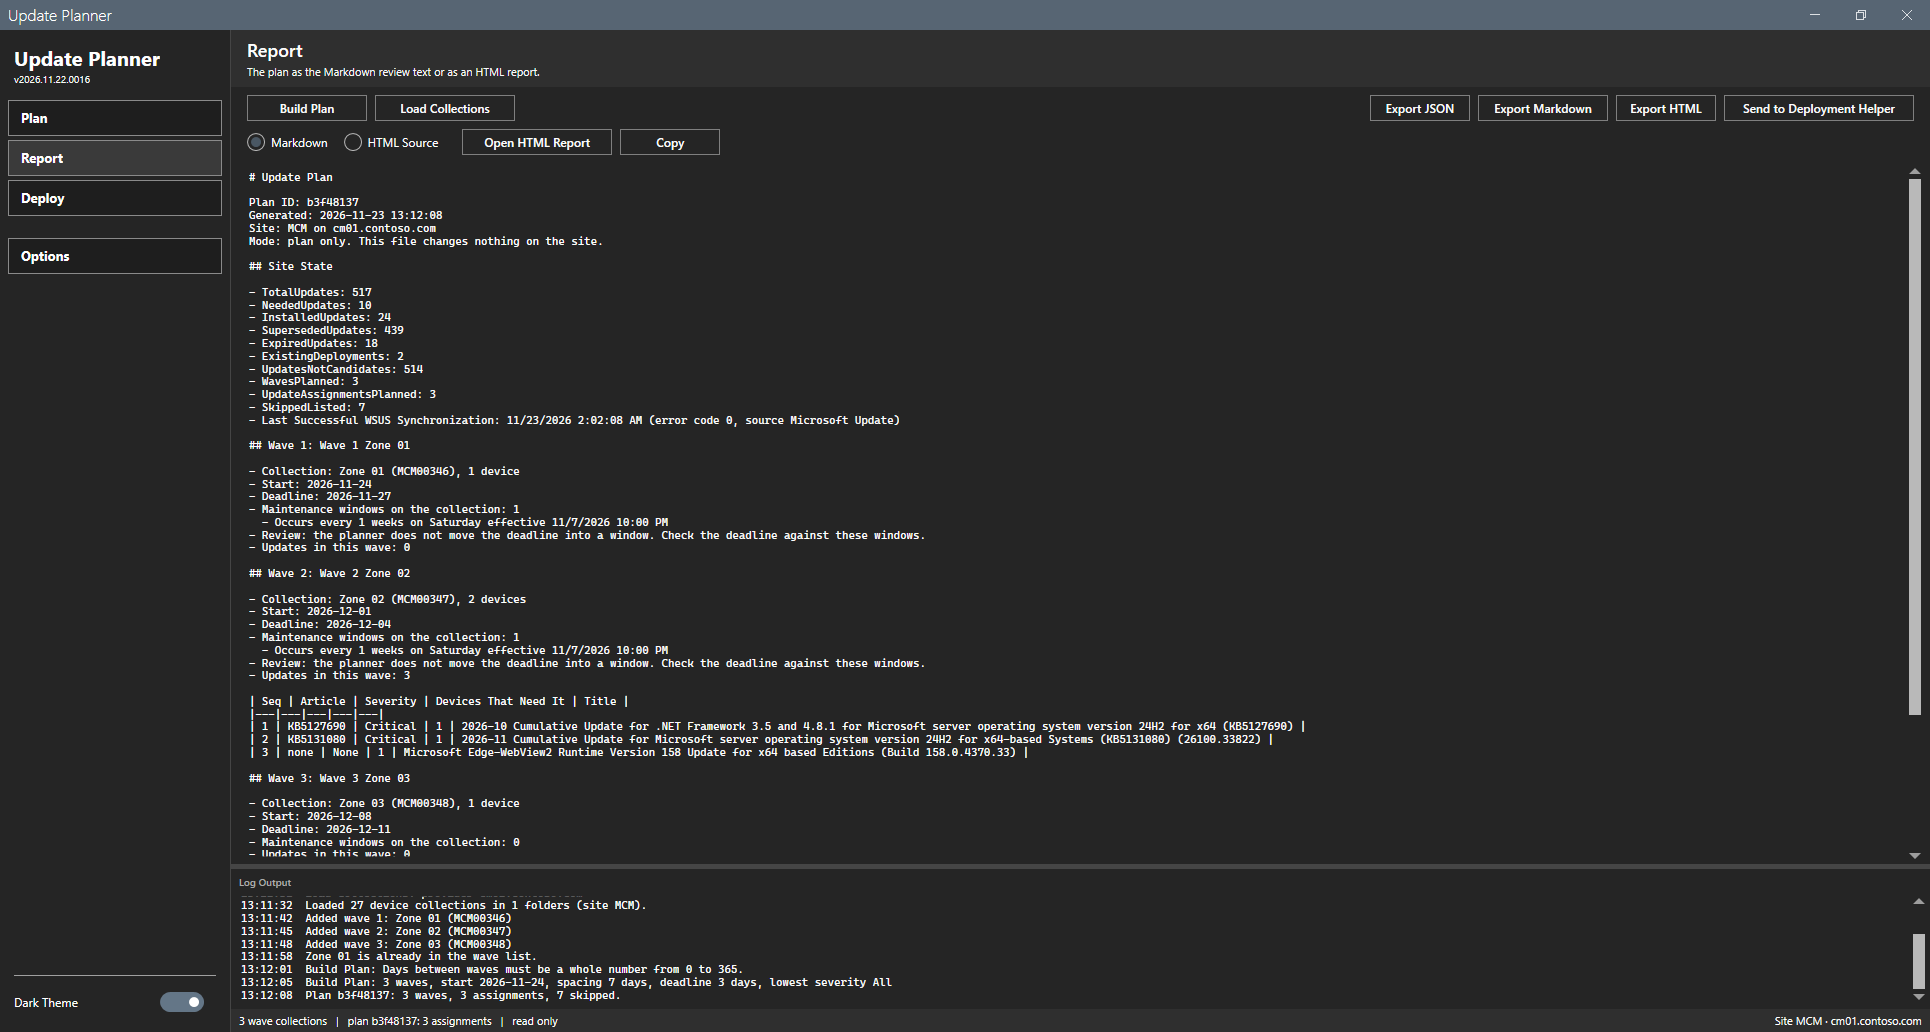 Update Planner
Update Planner
v2026.11.22.0016
Plan
Report
Deploy
Options
Dark Theme
Report
The plan as the Markdown review text or as an HTML report.
Build Plan
Load Collections
Export JSON
Export Markdown
Export HTML
Send to Deployment Helper
Markdown
HTML Source
Open HTML Report
Copy
# Update Plan
Plan ID: b3f48137
Generated: 2026-11-23 13:12:08
Site: MCM on cm01.contoso.com
Mode: plan only. This file changes nothing on the site.
## Site State
- TotalUpdates: 517
- NeededUpdates: 10
- InstalledUpdates: 24
- SupersededUpdates: 439
- ExpiredUpdates: 18
- ExistingDeployments: 2
- UpdatesNotCandidates: 514
- WavesPlanned: 3
- UpdateAssignmentsPlanned: 3
- SkippedListed: 7
- Last Successful WSUS Synchronization: 11/23/2026 2:02:08 AM (error code 0, source Microsoft Update)
## Wave 1: Wave 1 Zone 01
- Collection: Zone 01 (MCM00346), 1 device
- Start: 2026-11-24
- Deadline: 2026-11-27
- Maintenance windows on the collection: 1
- Occurs every 1 weeks on Saturday effective 11/7/2026 10:00 PM
- Review: the planner does not move the deadline into a window. Check the deadline against these windows.
- Updates in this wave: 0
## Wave 2: Wave 2 Zone 02
- Collection: Zone 02 (MCM00347), 2 devices
- Start: 2026-12-01
- Deadline: 2026-12-04
- Maintenance windows on the collection: 1
- Occurs every 1 weeks on Saturday effective 11/7/2026 10:00 PM
- Review: the planner does not move the deadline into a window. Check the deadline against these windows.
- Updates in this wave: 3
| Seq | Article | Severity | Devices That Need It | Title |
|---|---|---|---|---|
| 1 | KB5127690 | Critical | 1 | 2026-10 Cumulative Update for .NET Framework 3.5 and 4.8.1 for Microsoft server operating system version 24H2 for x64 (KB5127690) |
| 2 | KB5131080 | Critical | 1 | 2026-11 Cumulative Update for Microsoft server operating system version 24H2 for x64-based Systems (KB5131080) (26100.33822) |
| 3 | none | None | 1 | Microsoft Edge-WebView2 Runtime Version 158 Update for x64 based Editions (Build 158.0.4370.33) |
## Wave 3: Wave 3 Zone 03
- Collection: Zone 03 (MCM00348), 1 device
- Start: 2026-12-08
- Deadline: 2026-12-11
- Maintenance windows on the collection: 0
- Updates in this wave: 0
Log Output
13:11:32 Loaded 27 device collections in 1 folders (site MCM).
13:11:42 Added wave 1: Zone 01 (MCM00346)
13:11:45 Added wave 2: Zone 02 (MCM00347)
13:11:48 Added wave 3: Zone 03 (MCM00348)
13:11:58 Zone 01 is already in the wave list.
13:12:01 Build Plan: Days between waves must be a whole number from 0 to 365.
13:12:05 Build Plan: 3 waves, start 2026-11-24, spacing 7 days, deadline 3 days, lowest severity All
13:12:08 Plan b3f48137: 3 waves, 3 assignments, 7 skipped.
3 wave collections | plan b3f48137: 3 assignments | read only
Site MCM · cm01.contoso.com